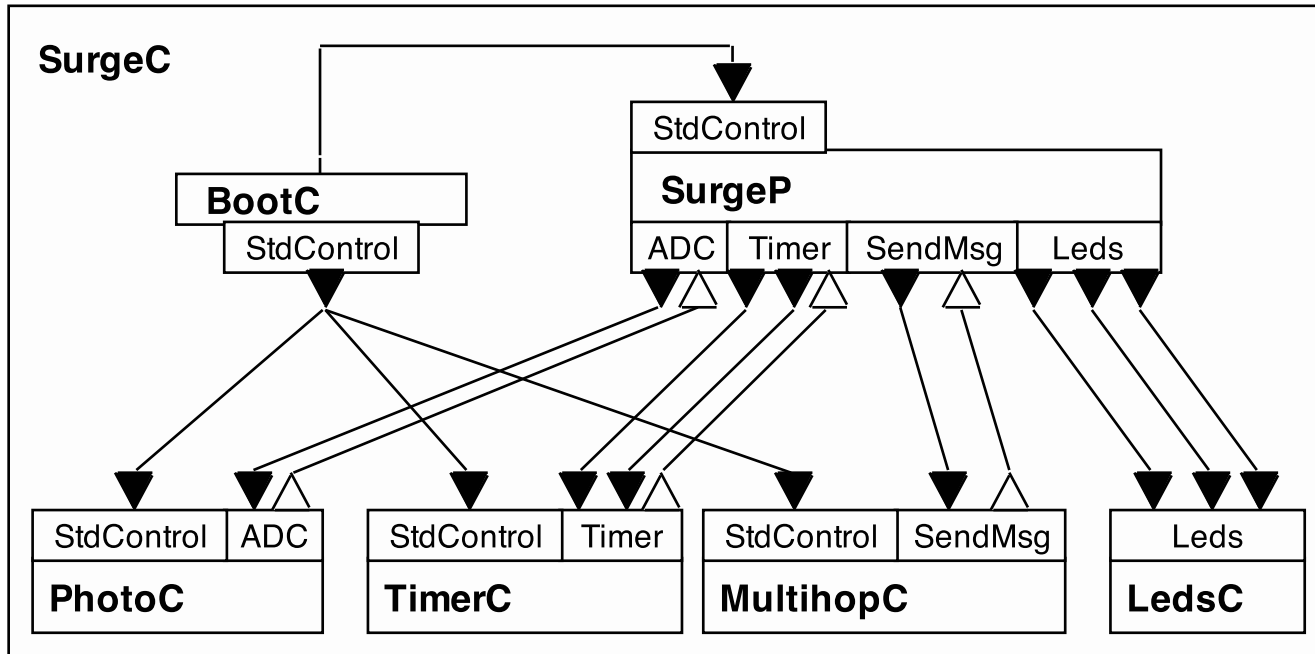 SurgeC
StdControl
SurgeP
BootC
StdControl
ADC Timer SendMsg Leds
StdControl ADC
PhotoC
StdControl Timer
TimerC
StdControl SendMsg
MultihopC
Leds
LedsC